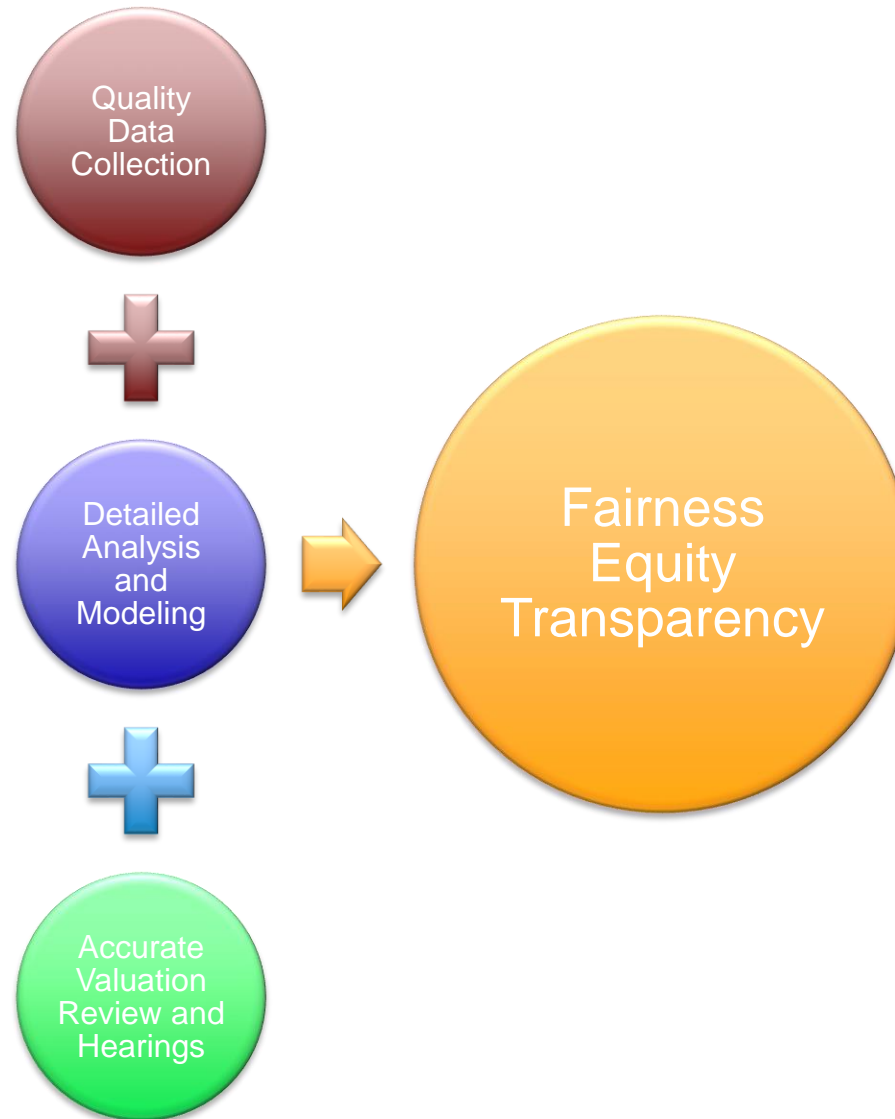 Quality
Data
Collection
Detailed
Analysis
and
Modeling
Accurate
Valuation
Review and
Hearings
Fairness
Equity
Transparency